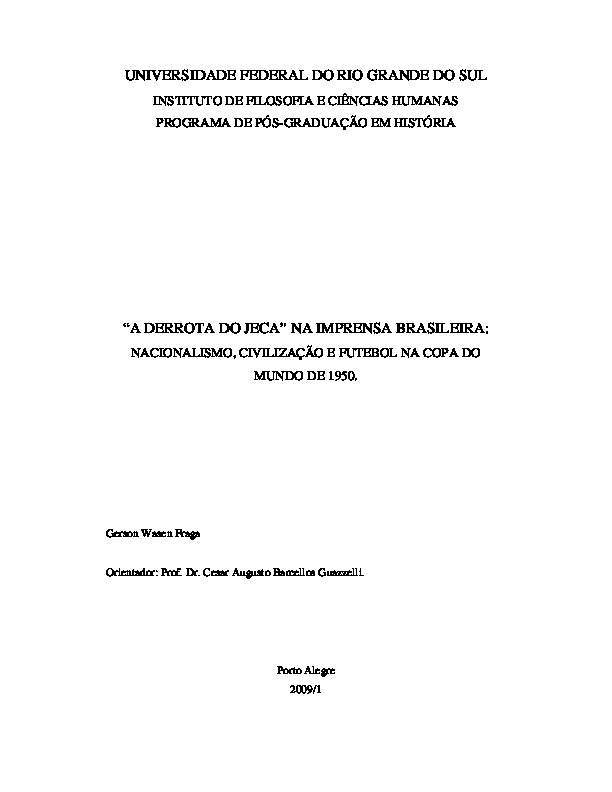 UNIVERSIDADE FEDERAL DO RIO GRANDE DO SUL
INSTITUTO DE FILOSOFIA E CIÊNCIAS HUMANAS
PROGRAMA DE PÓS-GRADUAÇÃO EM HISTÓRIA
“A DERROTA DO JECA” NA IMPRENSA BRASILEIRA:
NACIONALISMO, CIVILIZAÇÃO E FUTEBOL NA COPA DO
MUNDO DE 1950.
Gerson Wasen Fraga
Orientador: Prof. Dr. Cesar Augusto Barcellos Guazzelli.
Porto Alegre
2009/1